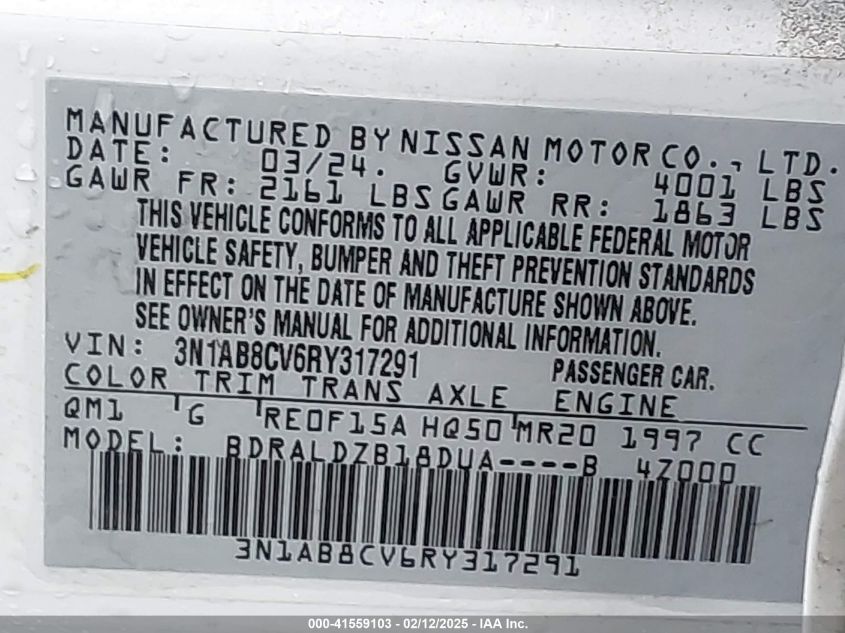 MANUFACTURED BY NISSAN MOTOR CO., LTD.
DATE: 03/24. GVWR: 4001 LBS
GAWR FR: 2161 LBS GAWR RR: 1863 LBS
THIS VEHICLE CONFORMS TO ALL APPLICABLE FEDERAL MOTOR
VEHICLE SAFETY, BUMPER AND THEFT PREVENTION STANDARDS
IN EFFECT ON THE DATE OF MANUFACTURE SHOWN ABOVE.
SEE OWNER'S MANUAL FOR ADDITIONAL INFORMATION.
VIN: 3N1AB8CV6RY317291 PASSENGER CAR.
COLOR TRIM TRANS AXLE ENGINE
QM1 G RE0F15A HQ50 MR20 1997 CC
MODEL: BDRALDZB18DUA----B 4Z000
3N1AB8CV6RY317291
000-41559103 - 02/12/2025 - IAA Inc.